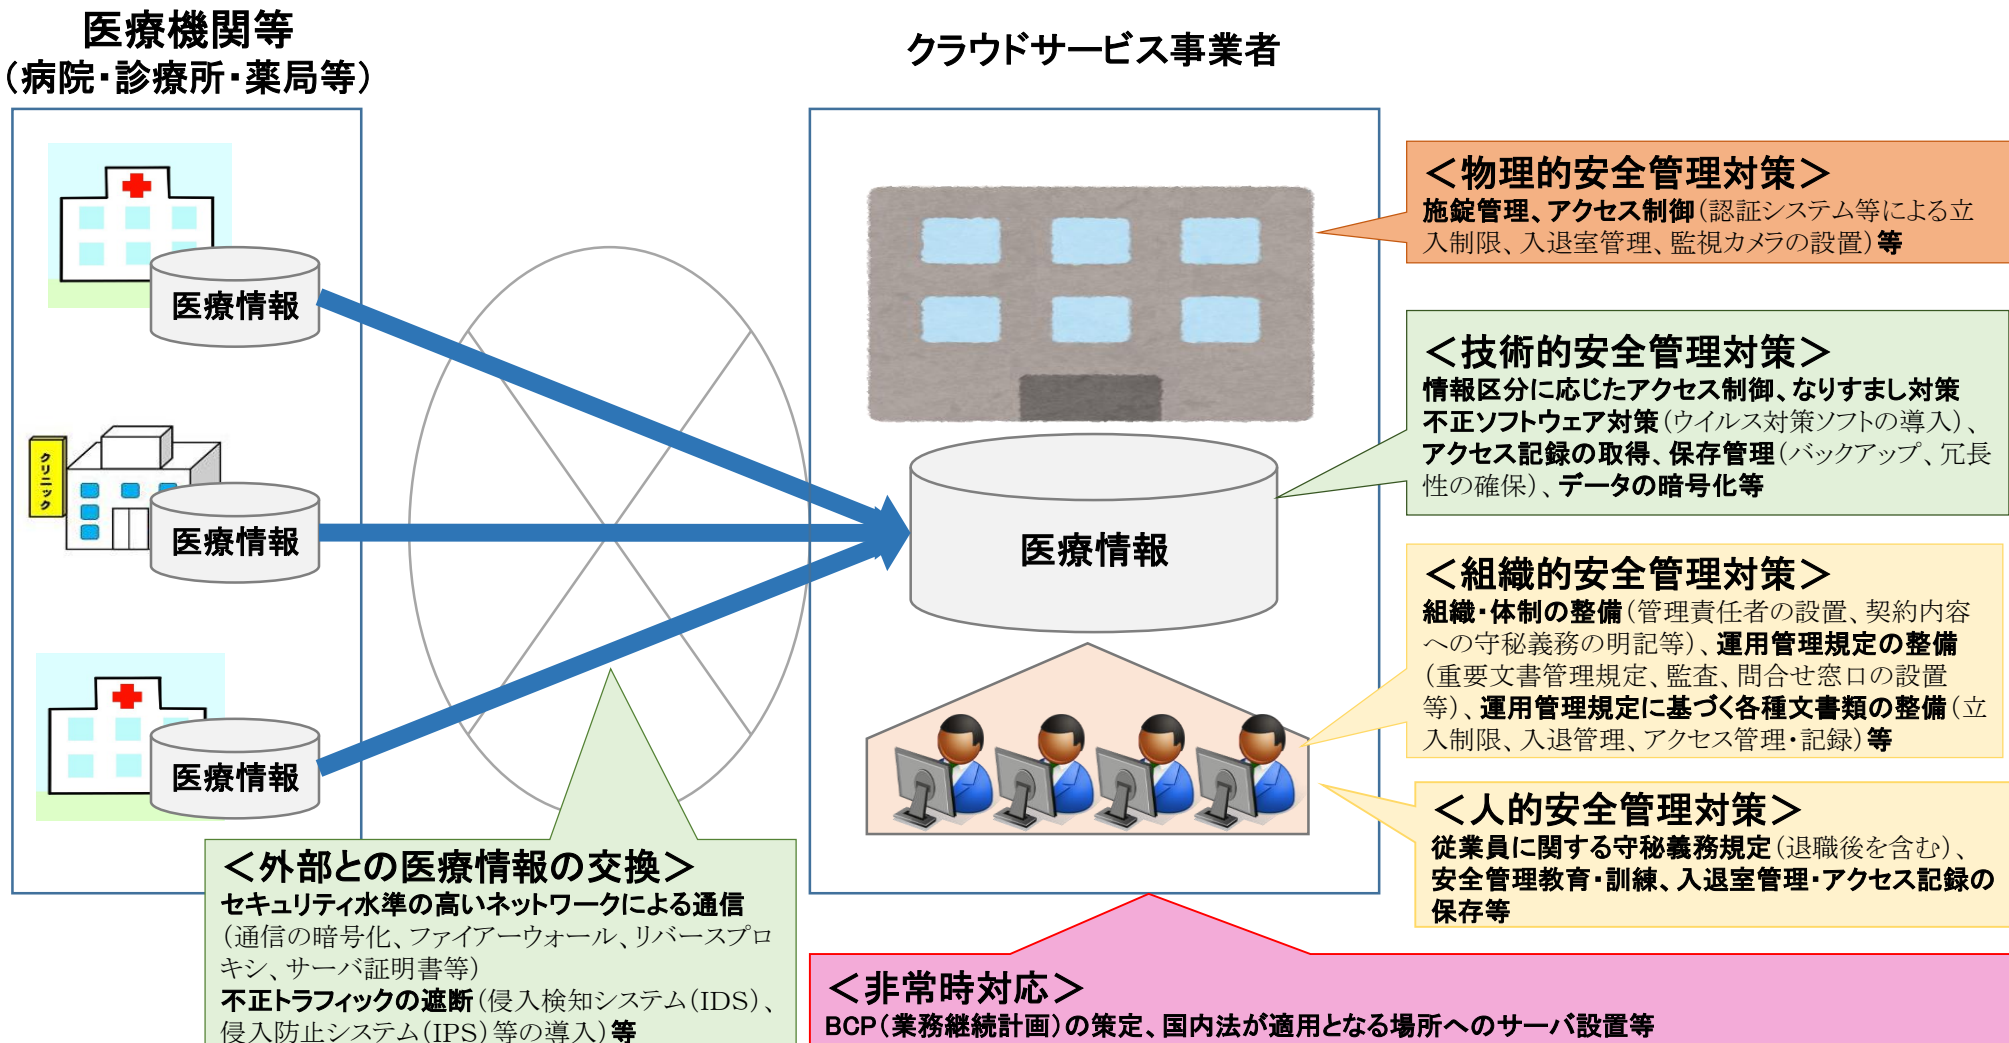 医療機関等
（病院・診療所・薬局等）
クラウドサービス事業者
医療情報
クリニック
医療情報
医療情報
医療情報
＜物理的安全管理対策＞
施錠管理、アクセス制御（認証システム等による立
入制限、入退室管理、監視カメラの設置）等
＜技術的安全管理対策＞
情報区分に応じたアクセス制御、なりすまし対策
不正ソフトウェア対策（ウイルス対策ソフトの導入）、
アクセス記録の取得、保存管理（バックアップ、冗長
性の確保）、データの暗号化等
＜組織的安全管理対策＞
組織・体制の整備（管理責任者の設置、契約内容
への守秘義務の明記等）、運用管理規定の整備
（重要文書管理規定、監査、問合せ窓口の設置
等）、運用管理規定に基づく各種文書類の整備（立
入制限、入退管理、アクセス管理・記録）等
＜人的安全管理対策＞
従業員に関する守秘義務規定（退職後を含む）、
安全管理教育・訓練、入退室管理・アクセス記録の
保存等
＜外部との医療情報の交換＞
セキュリティ水準の高いネットワークによる通信
（通信の暗号化、ファイアーウォール、リバースプロ
キシ、サーバ証明書等）
不正トラフィックの遮断（侵入検知システム（IDS）、
侵入防止システム（IPS）等の導入）等
＜非常時対応＞
BCP（業務継続計画）の策定、国内法が適用となる場所へのサーバ設置等